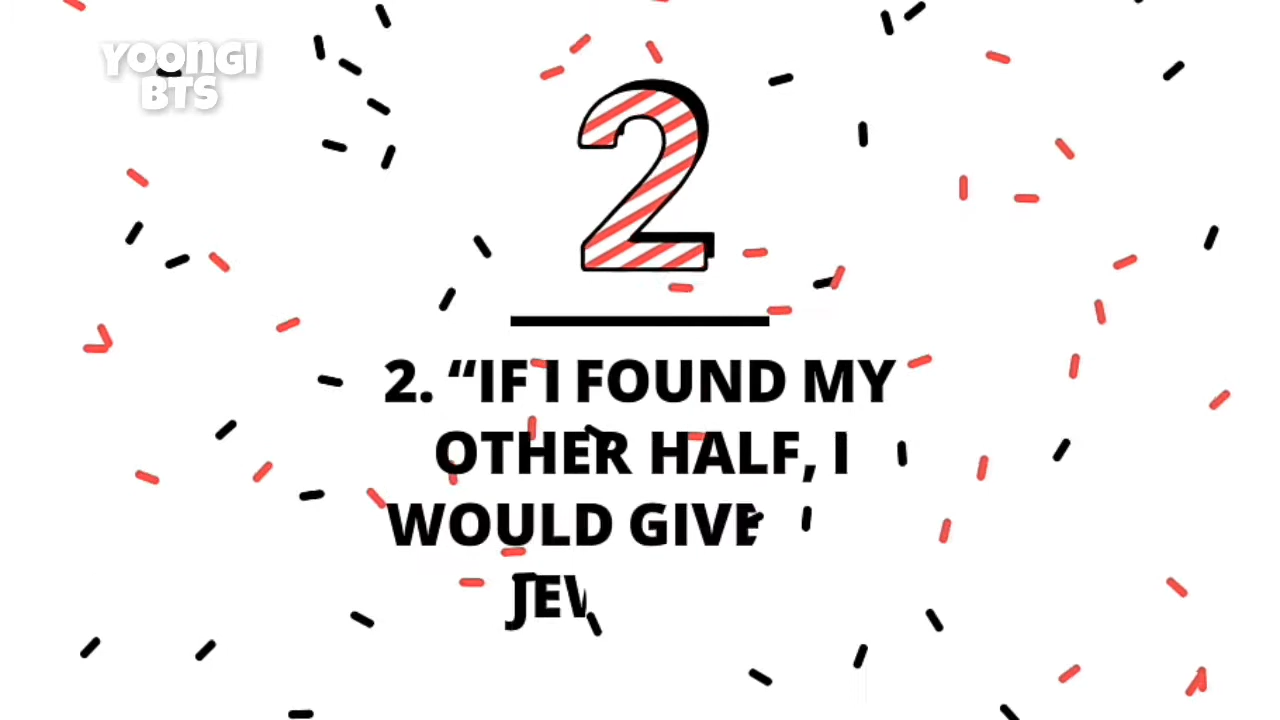 YOONGI
BTS
2
2. “IF I FOUND MY
OTHER HALF, I
WOULD GIVE